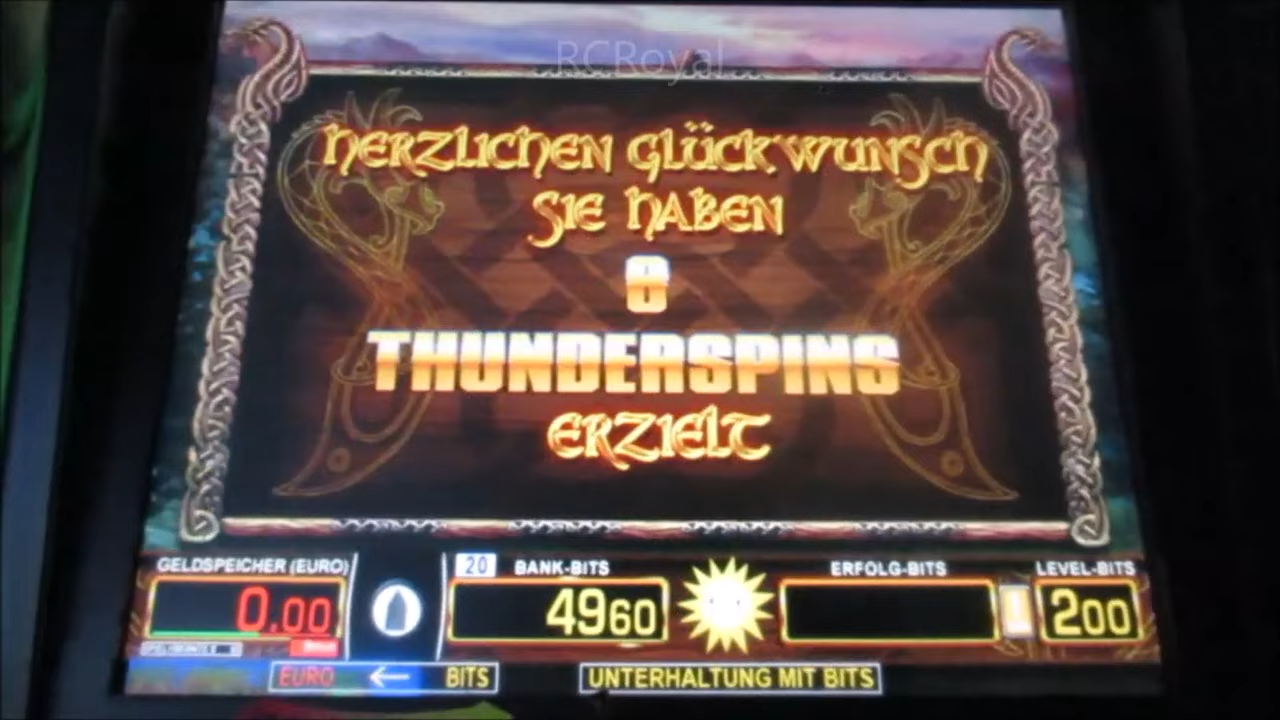 RCRoyal
HERZLICHEN GLÜCKWUNSCH
SIE HABEN
6
THUNDERSPINS
ERZIELT
GELDSPEICHER (EURO)
20 BANK-BITS
ERFOLG-BITS
LEVEL-BITS
0.00
4960
200
EURO ← BITS
UNTERHALTUNG MIT BITS